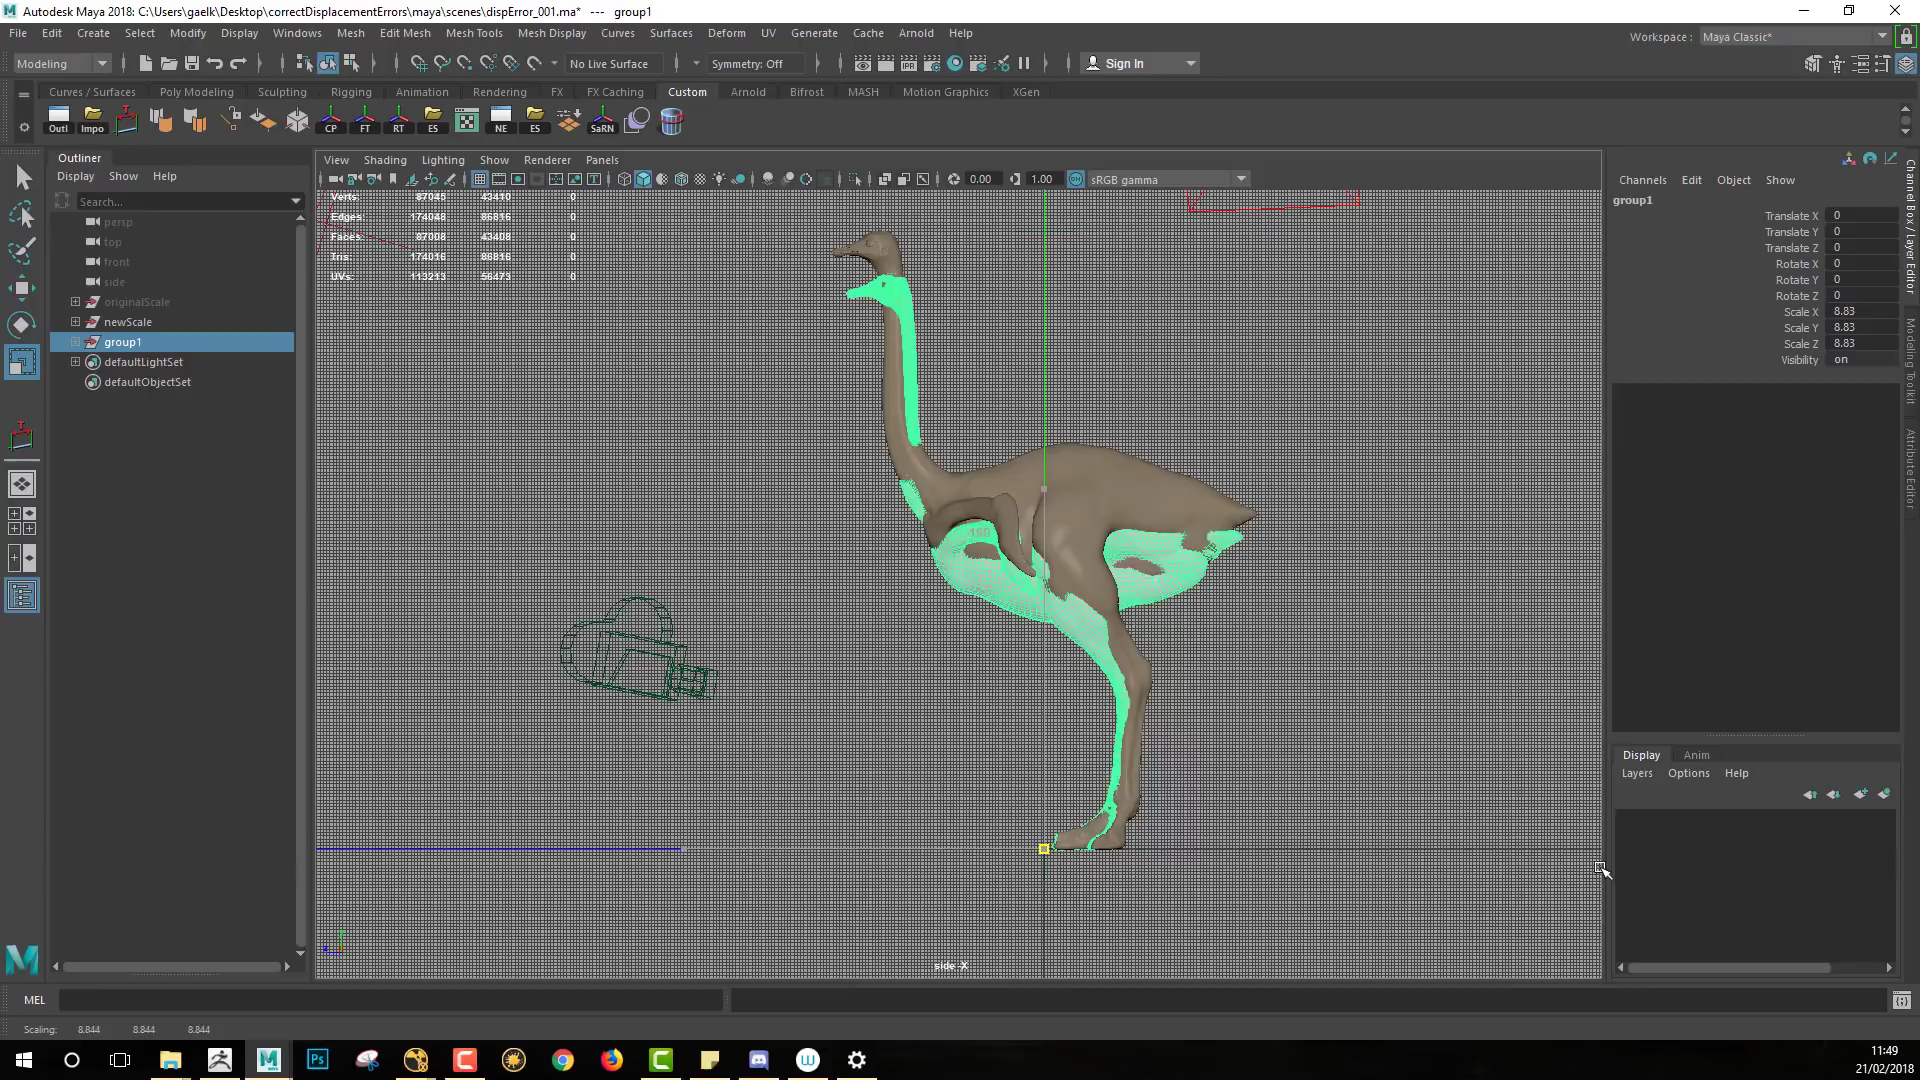 Autodesk Maya 2018: C:\Users\gaelk\Desktop\correctDisplacementErrors\maya\scenes\dispError_001.ma* --- group1
File Edit Create Select Modify Display Windows Mesh Edit Mesh Mesh Tools Mesh Display Curves Surfaces Deform UV Generate Cache Arnold Help
Workspace : Maya Classic*
Modeling
No Live Surface
Symmetry: Off
Sign In
Curves / Surfaces Poly Modeling Sculpting Rigging Animation Rendering FX FX Caching Custom Arnold Bifrost MASH Motion Graphics XGen
Outl Impo CP FT RT ES NE ES SaRN
Outliner
Display Show Help
Search...
persp
top
front
side
originalScale
newScale
group1
defaultLightSet
defaultObjectSet
View Shading Lighting Show Renderer Panels
0.00 1.00 sRGB gamma
Verts: 87045 43410 0
Edges: 174048 86816 0
Faces: 87008 43408 0
Tris: 174016 86816 0
UVs: 113213 56473 0
side -X
Channels Edit Object Show
group1
Translate X 0
Translate Y 0
Translate Z 0
Rotate X 0
Rotate Y 0
Rotate Z 0
Scale X 8.83
Scale Y 8.83
Scale Z 8.83
Visibility on
Channel Box / Layer Editor
Modeling Toolkit
Attribute Editor
Display Anim
Layers Options Help
MEL
Scaling: 8.844 8.844 8.844
11:49
21/02/2018